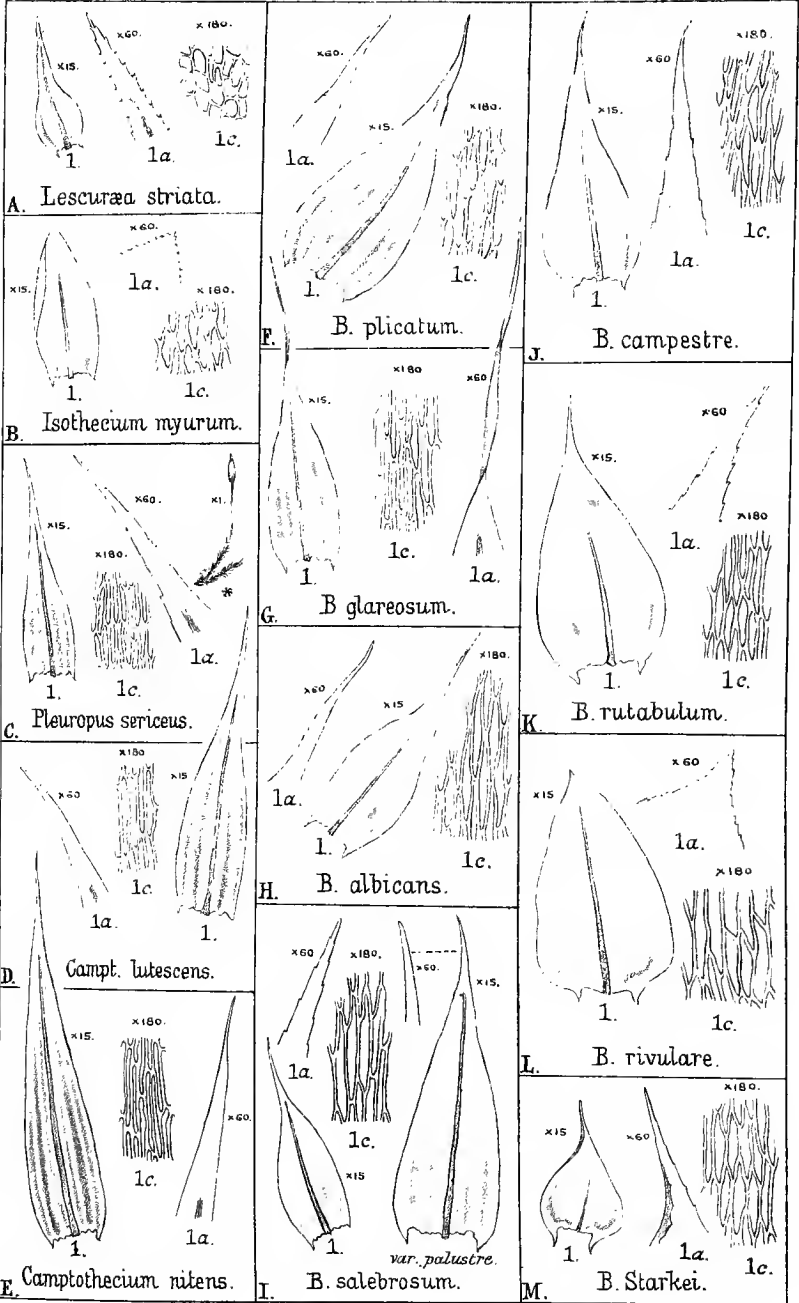 ×15.
×60.
×180.
1.
1a.
1c.
A. Lescuræa striata.
×60.
×15.
1a.
×180.
1.
1c.
B. Isothecium myurum.
×15.
×60.
×1.
×180.
*
1a.
1.
1c.
C. Pleuropus sericeus.
×180
×60
×15
1c.
1a.
1.
D. Campt. lutescens.
×180.
×15.
×60.
1c.
1.
1a.
E. Camptothecium nitens.
×60.
×180.
×15.
1a.
1c.
1.
F. B. plicatum.
×180
×60
×15.
1c.
1.
1a.
G. B glareosum.
×180.
×60
×15
1a.
1.
1c.
H. B. albicans.
×60
×180.
×60.
×15.
1a.
1c.
×15
1.
var. palustre.
I. B. salebrosum.
×180.
×60
×15.
1c.
1a.
1.
J. B. campestre.
×60
×15.
×180
1a.
1.
1c.
K. B. rutabulum.
×60
×15
1a.
×180
1.
1c.
L. B. rivulare.
×180.
×15
×60
1.
1a.
1c.
M. B. Starkei.